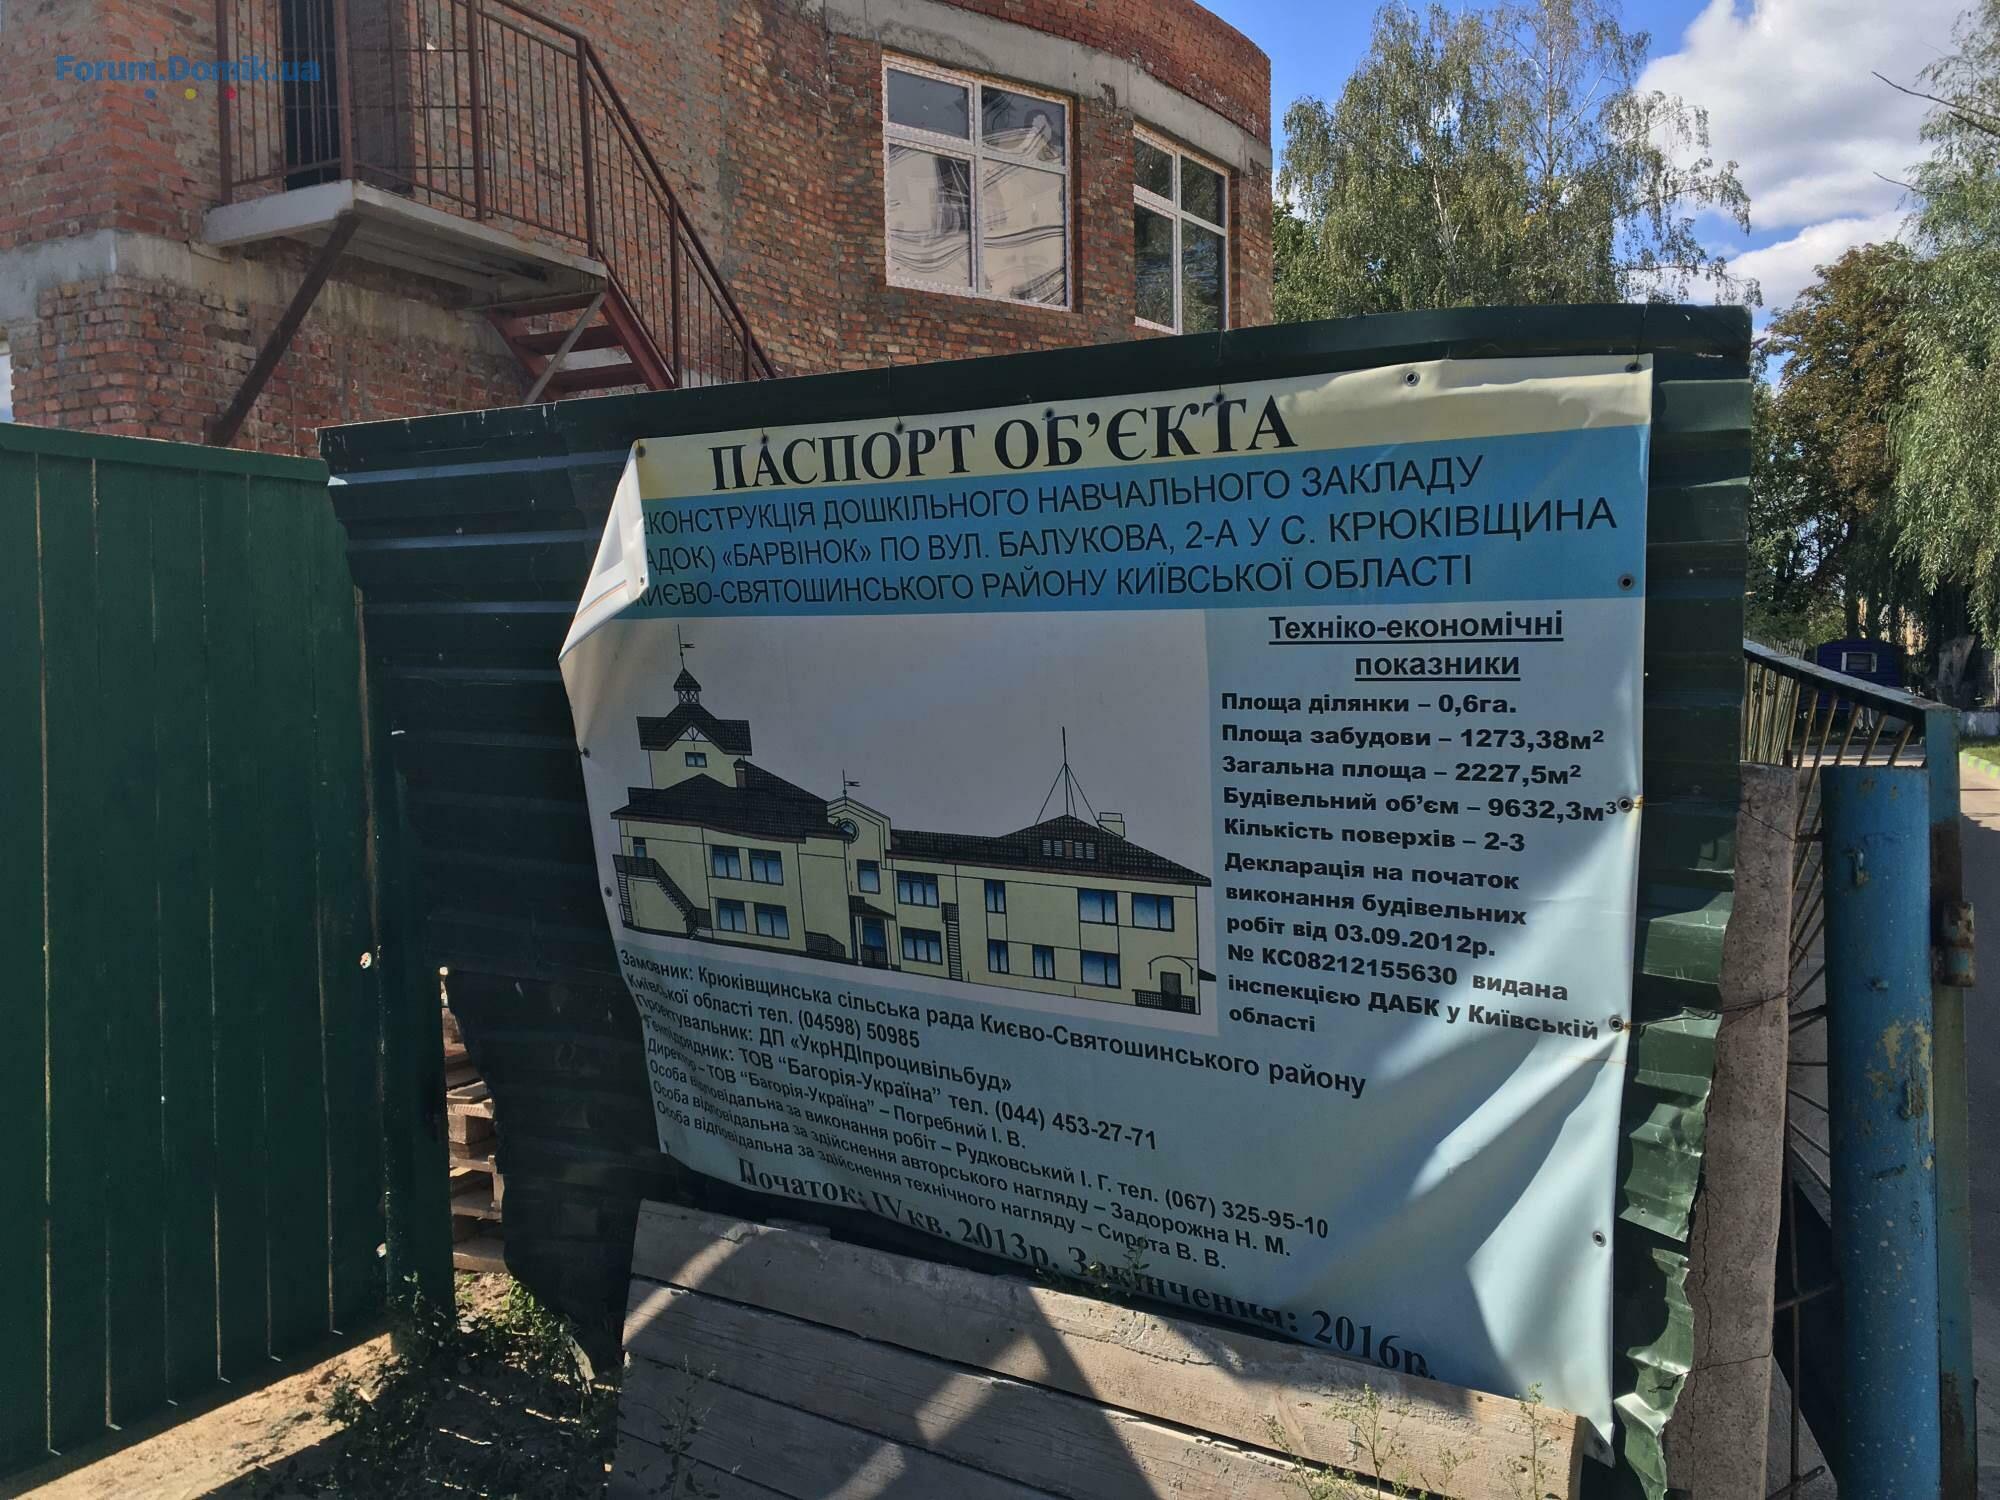 Forum.Domik.ua
ПАСПОРТ ОБ’ЄКТА
ЕКОНСТРУКЦІЯ ДОШКІЛЬНОГО НАВЧАЛЬНОГО ЗАКЛАДУ
АДОК) «БАРВІНОК» ПО ВУЛ. БАЛУКОВА, 2-А У С. КРЮКІВЩИНА
КИЄВО-СВЯТОШИНСЬКОГО РАЙОНУ КИЇВСЬКОЇ ОБЛАСТІ
Техніко-економічні
показники
Площа ділянки – 0,6га.
Площа забудови – 1273,38м²
Загальна площа – 2227,5м²
Будівельний об’єм – 9632,3м³
Кількість поверхів – 2-3
Декларація на початок
виконання будівельних
робіт від 03.09.2012р.
№ КС08212155630 видана
інспекцією ДАБК у Київській
області
Замовник: Крюківщинська сільська рада Києво-Святошинського району
Київської області тел. (04598) 50985
Проектувальник: ДП «УкрНДІпроцивільбуд»
Генпідрядник: ТОВ “Багорія-Україна” тел. (044) 453-27-71
Директор – ТОВ “Багорія-Україна” – Погребний І. В.
Особа відповідальна за виконання робіт – Рудковський І. Г. тел. (067) 325-95-10
Особа відповідальна за здійснення авторського нагляду – Задорожна Н. М.
Особа відповідальна за здійснення технічного нагляду – Сирота В. В.
Початок: IV кв. 2013р. Закінчення: 2016р.